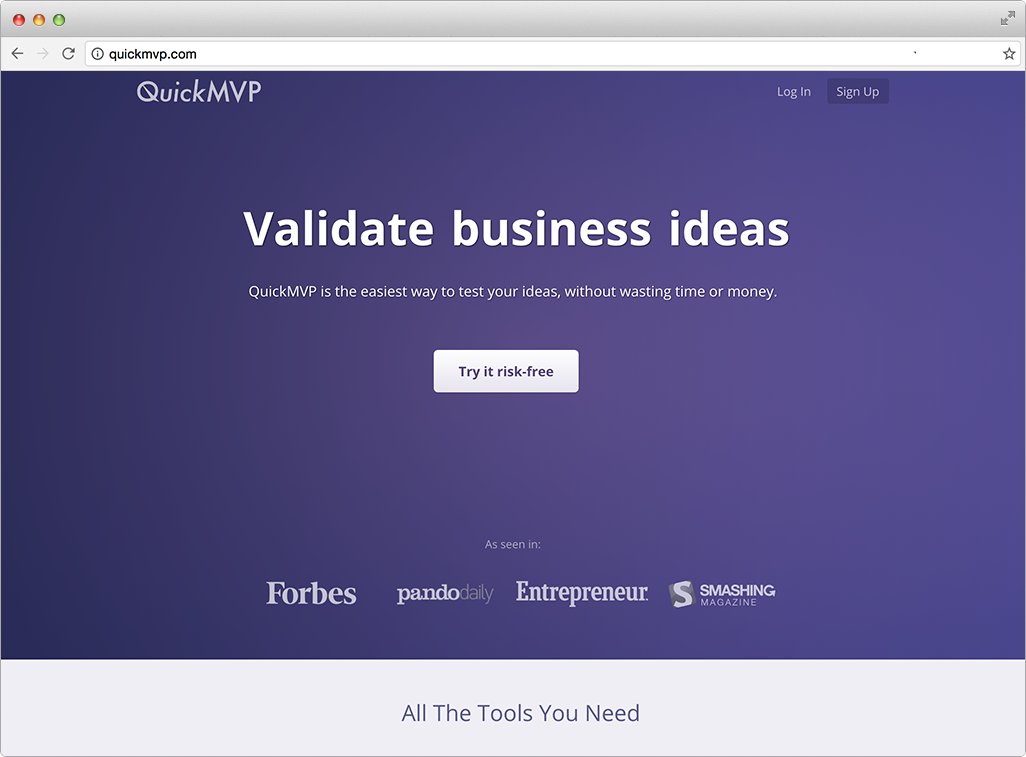 quickmvp.com
QuickMVP
Log In
Sign Up
Validate business ideas
QuickMVP is the easiest way to test your ideas, without wasting time or money.
Try it risk-free
As seen in:
Forbes
pandodaily
Entrepreneur
S
SMASHING
MAGAZINE
All The Tools You Need